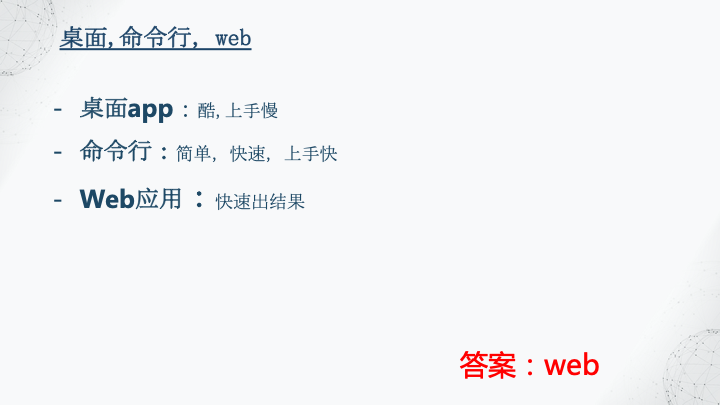 桌面,命令行, web
- 桌面app：酷,上手慢
- 命令行：简单, 快速, 上手快
- Web应用：快速出结果
答案：web